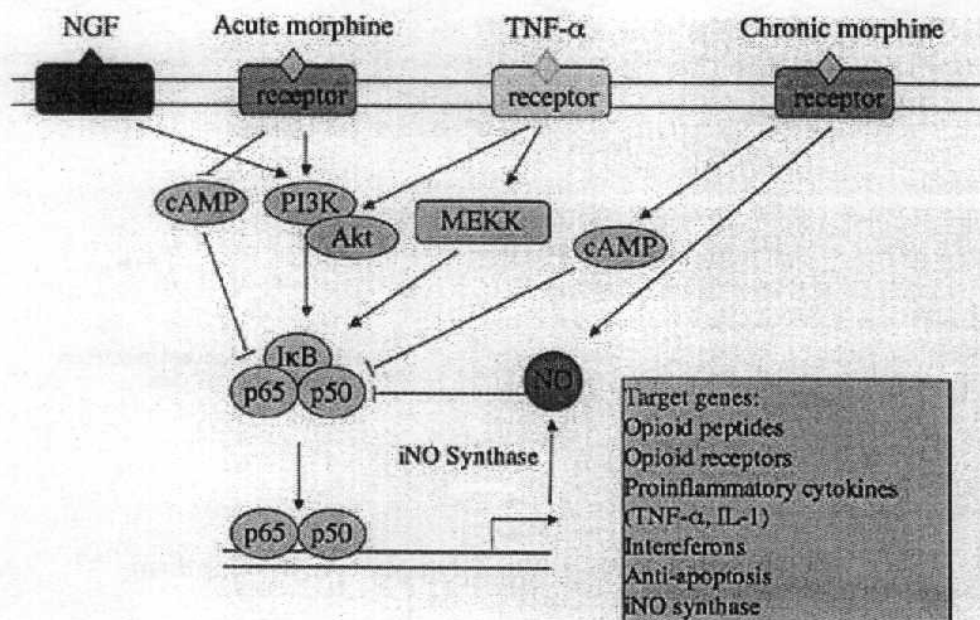 NGF
Acute morphine
TNF-α
Chronic morphine
receptor
receptor
receptor
receptor
cAMP
PI3K
Akt
MEKK
cAMP
IκB
p65
p50
NO
iNO Synthase
p65
p50
Target genes:
Opioid peptides
Opioid receptors
Proinflammatory cytokines
(TNF-α, IL-1)
Intereferons
Anti-apoptosis
iNO synthase